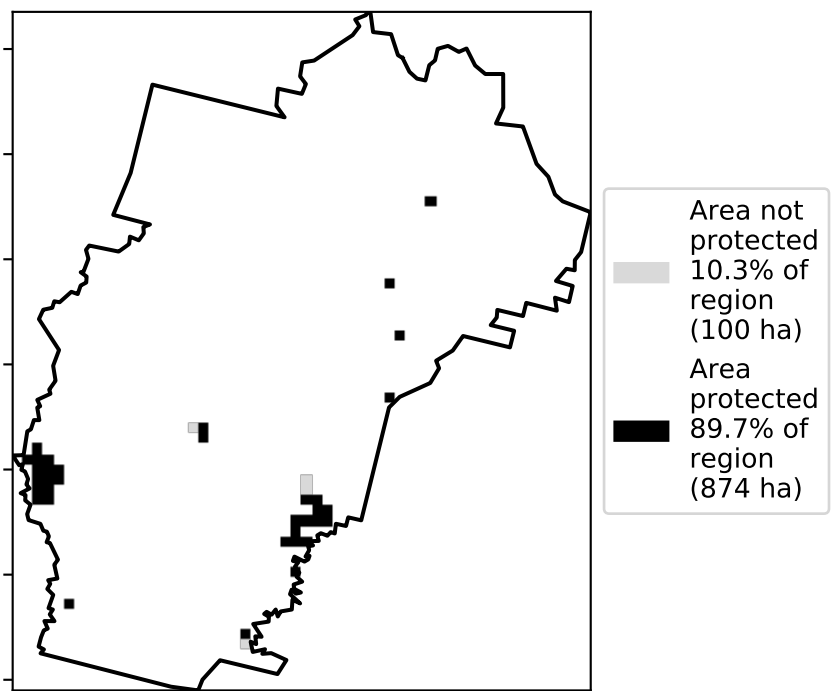 Area not
protected
10.3% of
region
(100 ha)
Area
protected
89.7% of
region
(874 ha)